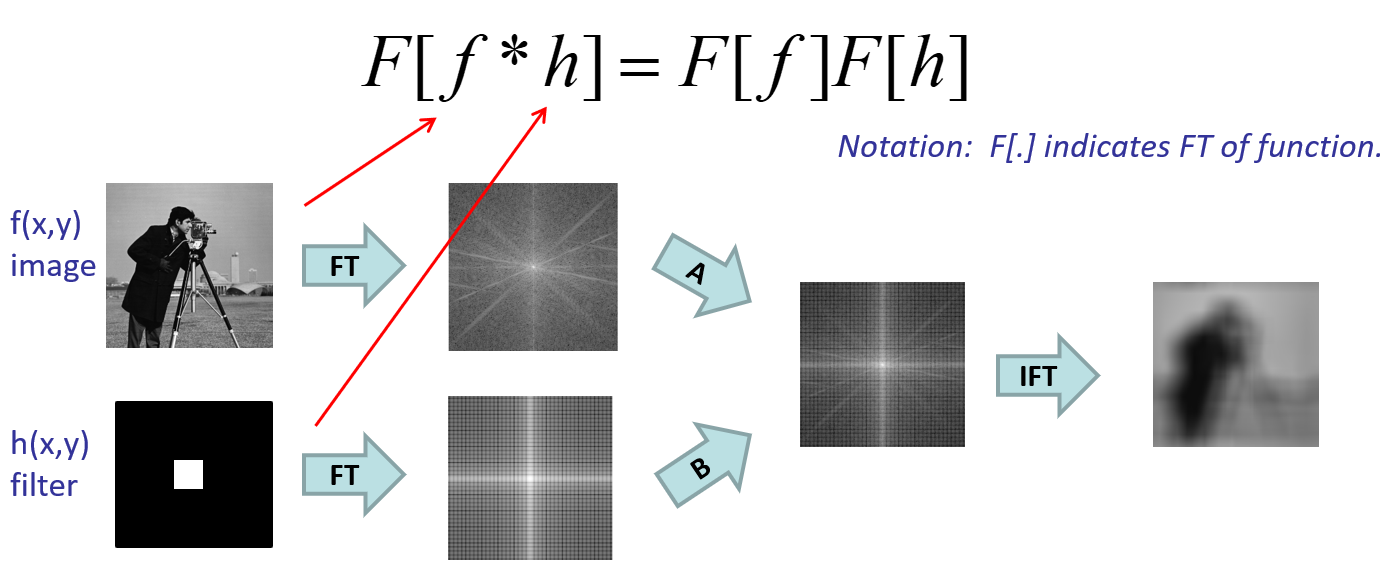 F[f * h] = F[f]F[h]
Notation: F[.] indicates FT of function.
f(x,y)
image
FT
A
IFT
h(x,y)
filter
FT
B